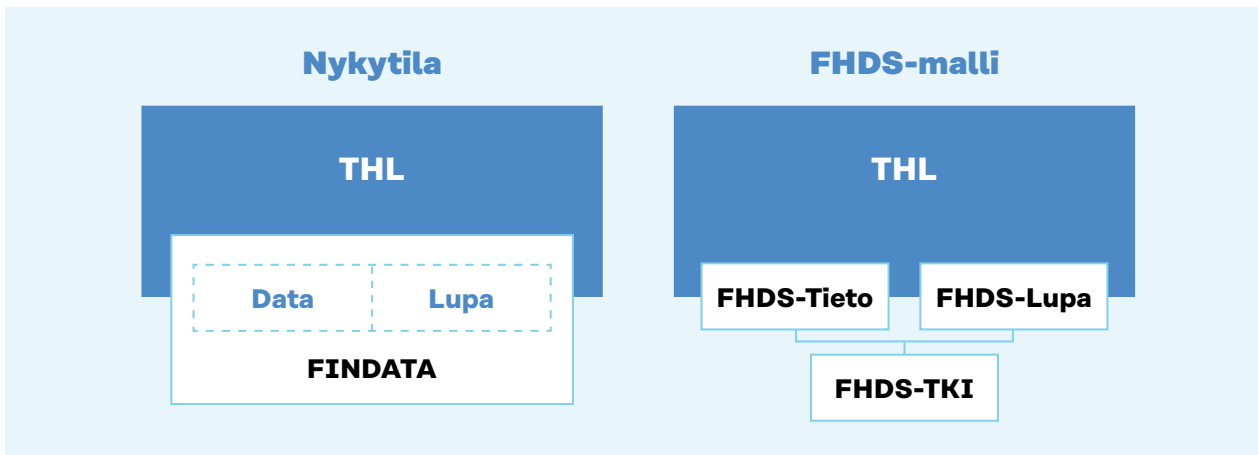 Nykytila
THL
Data
Lupa
FINDATA
FHDS-malli
THL
FHDS-Tieto
FHDS-Lupa
FHDS-TKI